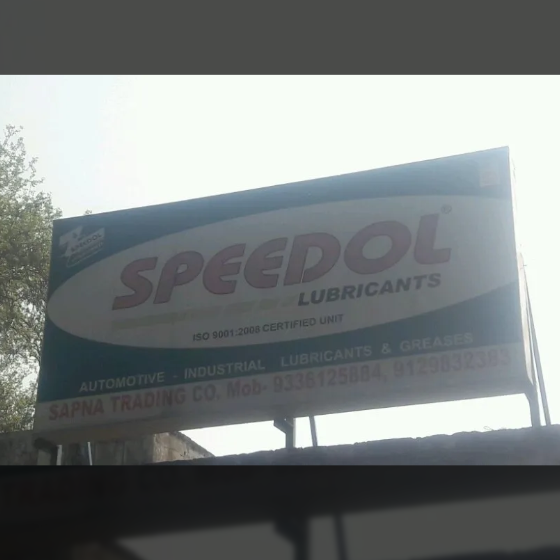 SPEEDOL®
LUBRICANTS
ISO 9001:2008 CERTIFIED UNIT
AUTOMOTIVE - INDUSTRIAL LUBRICANTS & GREASES
SAPNA TRADING CO. Mob- 9336125884, 9129832383